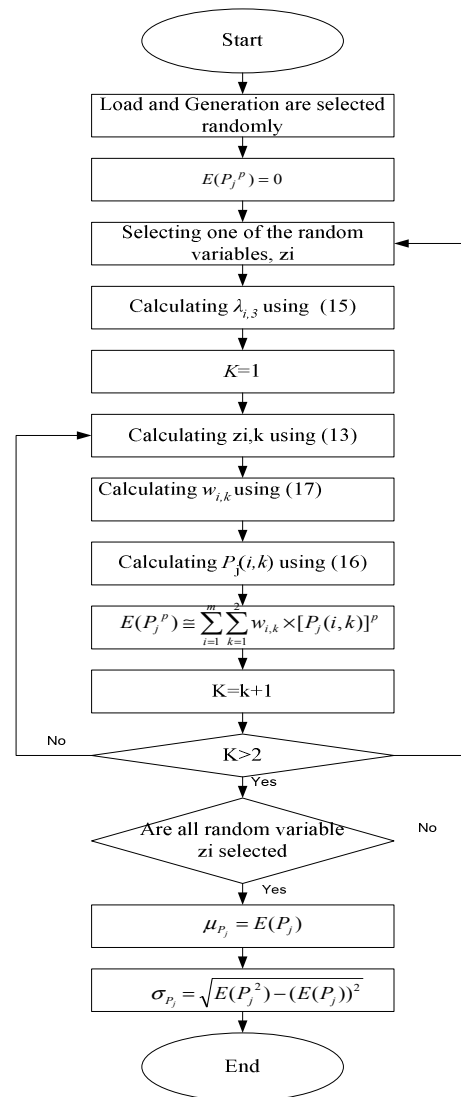 Start
Load and Generation are selected
randomly
E(P_j^p) = 0
Selecting one of the random
variables, zi
Calculating λ_{i,3} using (15)
K=1
Calculating zi,k using (13)
Calculating w_{i,k} using (17)
Calculating P_J(i,k) using (16)
E(P_j^p) ≅ ∑_{i=1}^{m} ∑_{k=1}^{2} w_{i,k} × [P_j(i,k)]^p
K=k+1
No
K>2
Yes
Are all random variable
zi selected
No
Yes
μ_{P_j} = E(P_j)
σ_{P_j} = √(E(P_j^2) − (E(P_j))^2)
End